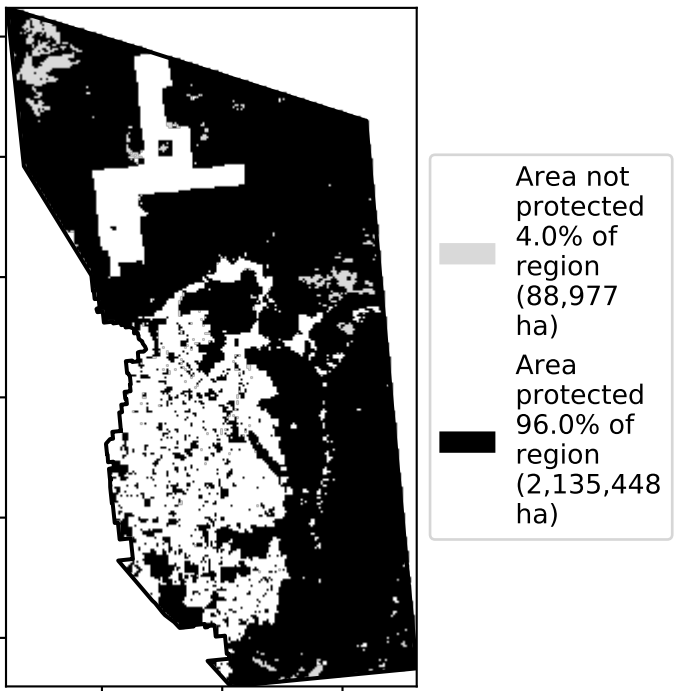 Area not
protected
4.0% of
region
(88,977
ha)
Area
protected
96.0% of
region
(2,135,448
ha)